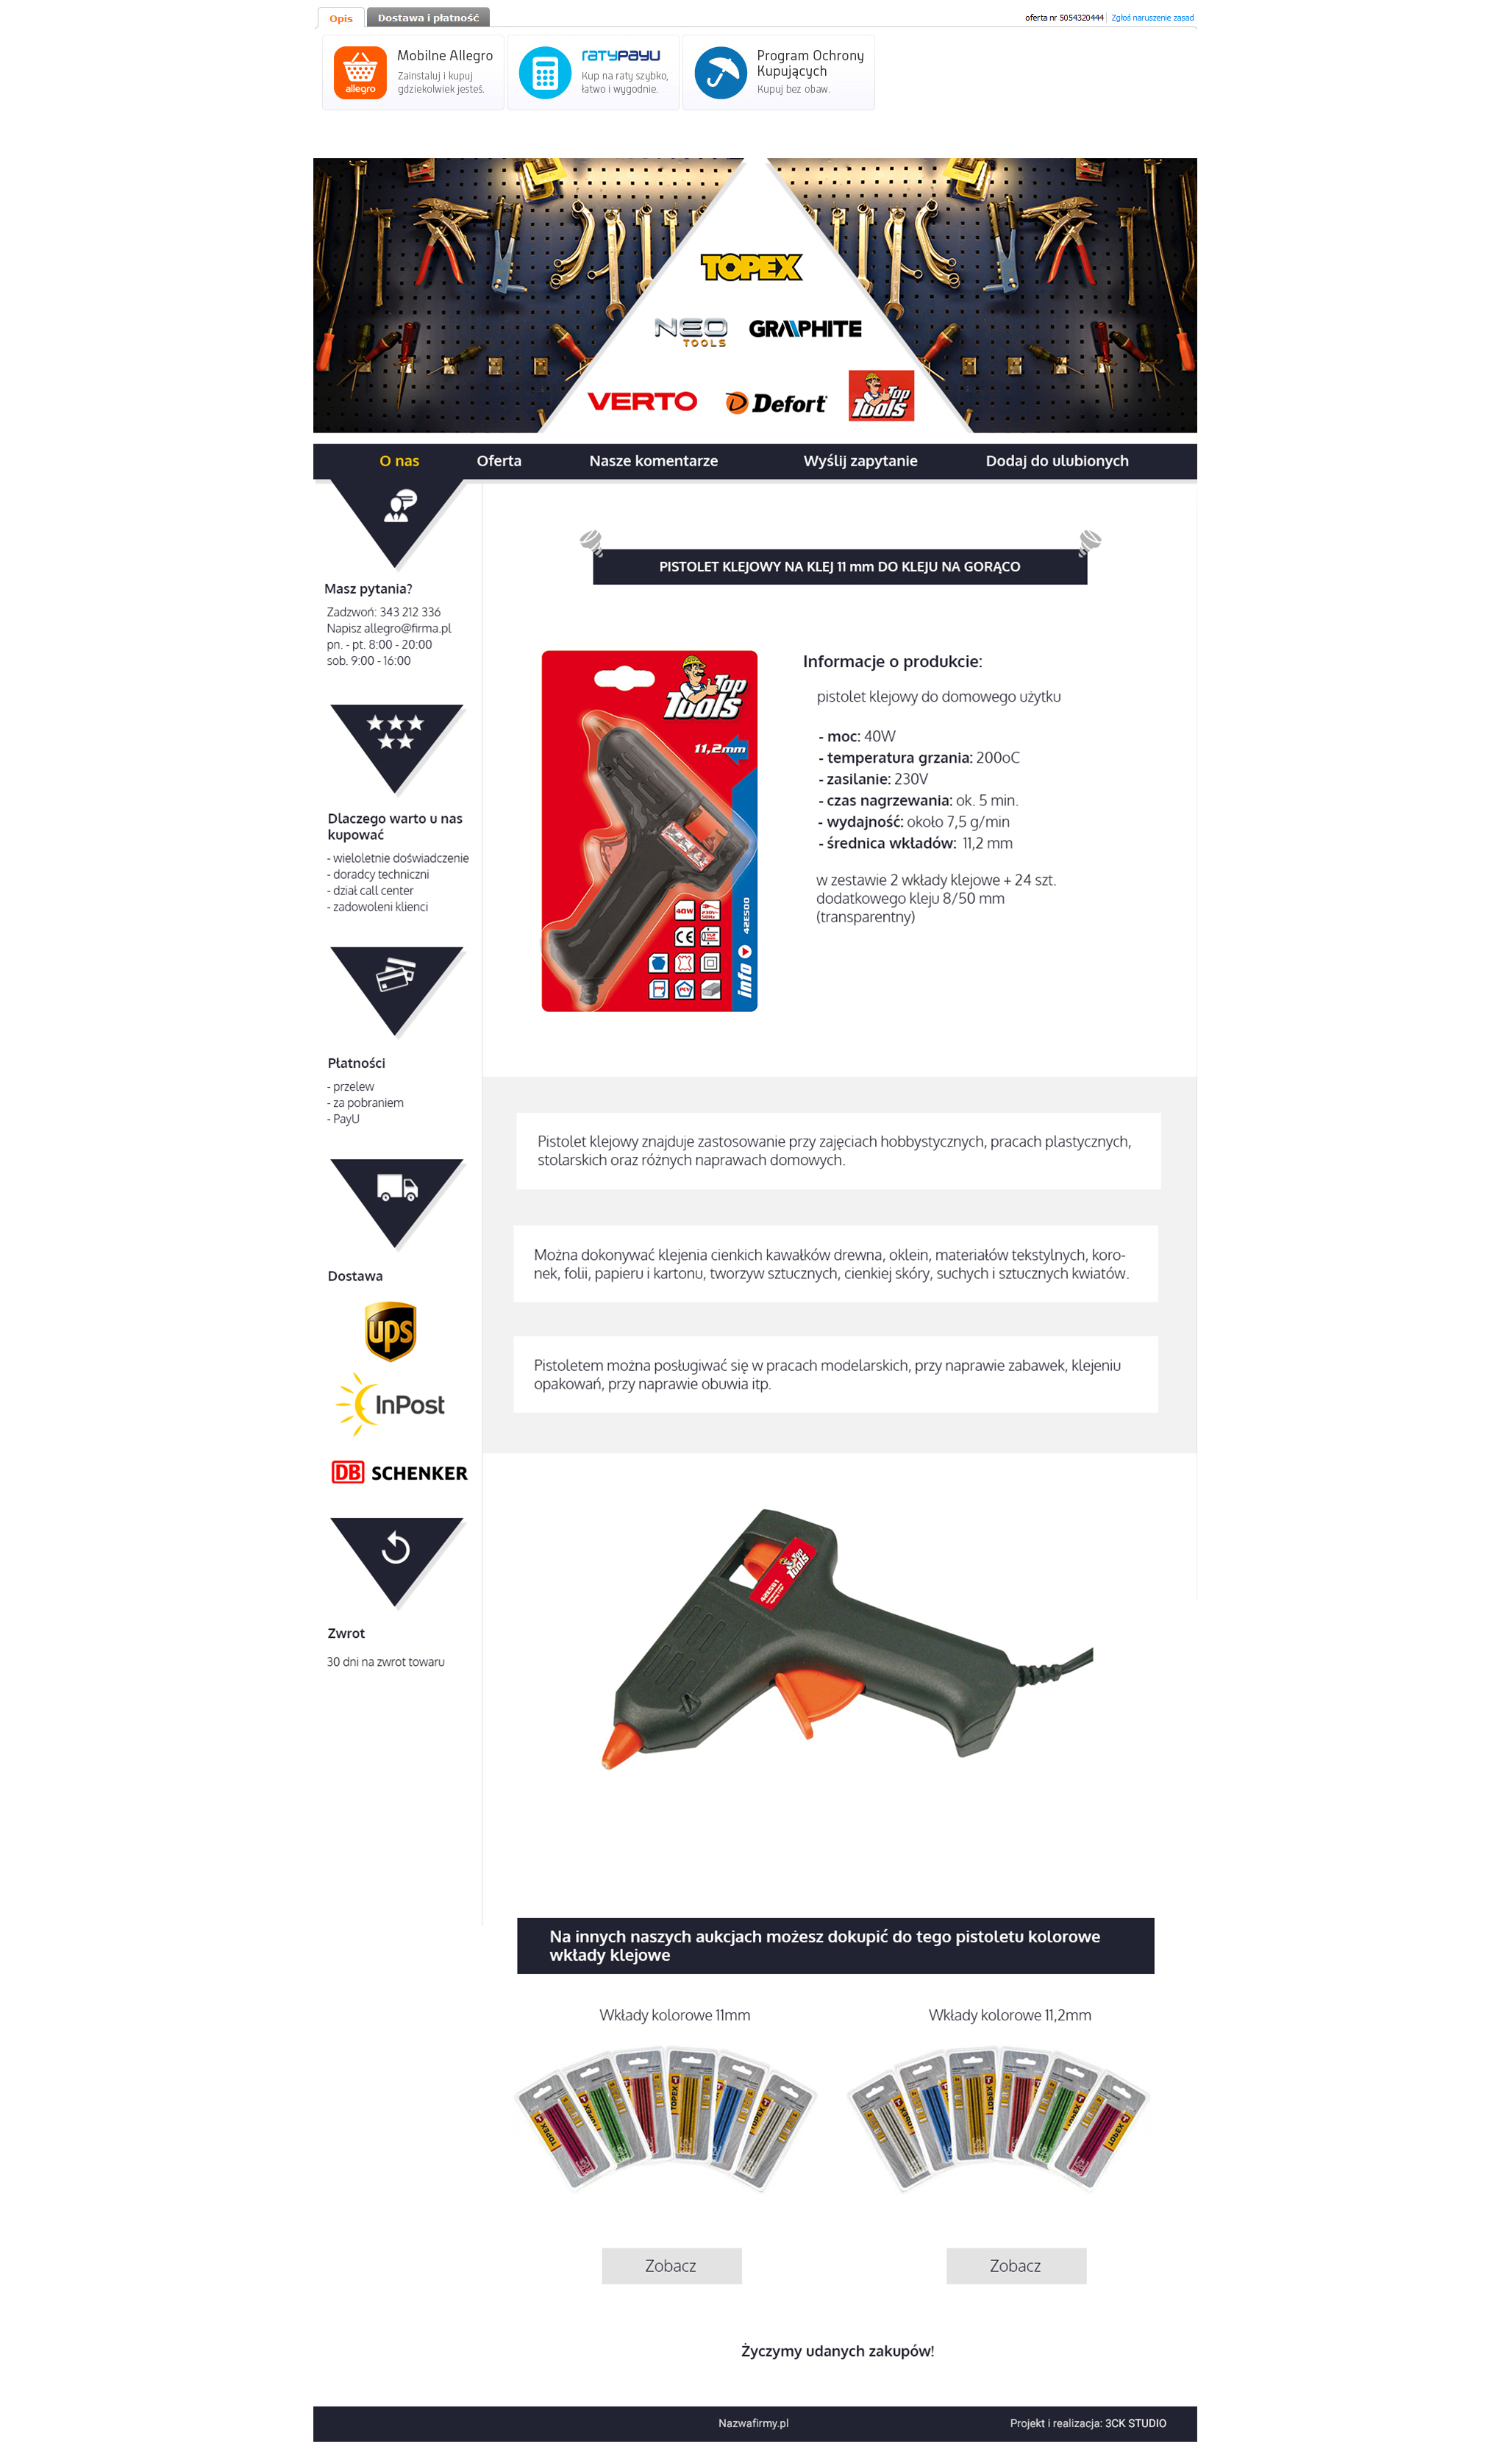 Opis
Dostawa i płatność
oferta nr 5054320444
Zgłoś naruszenie zasad
allegro
Mobilne Allegro
Zainstaluj i kupuj
gdziekolwiek jesteś.
ratypayu
Kup na raty szybko,
łatwo i wygodnie.
Program Ochrony
Kupujących
Kupuj bez obaw.
TOPEX
NEO
TOOLS
GRAPHITE
VERTO
Defort
Top
Tools
O nas
Oferta
Nasze komentarze
Wyślij zapytanie
Dodaj do ulubionych
Masz pytania?
Zadzwoń: 343 212 336
Napisz allegro@firma.pl
pn. - pt. 8:00 - 20:00
sob. 9:00 - 16:00
Dlaczego warto u nas
kupować
- wieloletnie doświadczenie
- doradcy techniczni
- dział call center
- zadowoleni klienci
Płatności
- przelew
- za pobraniem
- PayU
Dostawa
ups
InPost
DB SCHENKER
Zwrot
30 dni na zwrot towaru
PISTOLET KLEJOWY NA KLEJ 11 mm DO KLEJU NA GORĄCO
Top
Tools
11,2mm
40W
230V~
50Hz
CE
42E500
info
PCV
Informacje o produkcie:
pistolet klejowy do domowego użytku
- moc: 40W
- temperatura grzania: 200oC
- zasilanie: 230V
- czas nagrzewania: ok. 5 min.
- wydajność: około 7,5 g/min
- średnica wkładów: 11,2 mm
w zestawie 2 wkłady klejowe + 24 szt.
dodatkowego kleju 8/50 mm
(transparentny)
Pistolet klejowy znajduje zastosowanie przy zajęciach hobbystycznych, pracach plastycznych,
stolarskich oraz różnych naprawach domowych.
Można dokonywać klejenia cienkich kawałków drewna, oklein, materiałów tekstylnych, koro-
nek, folii, papieru i kartonu, tworzyw sztucznych, cienkiej skóry, suchych i sztucznych kwiatów.
Pistoletem można posługiwać się w pracach modelarskich, przy naprawie zabawek, klejeniu
opakowań, przy naprawie obuwia itp.
Top
Tools
42E581
Na innych naszych aukcjach możesz dokupić do tego pistoletu kolorowe
wkłady klejowe
Wkłady kolorowe 11mm
Wkłady kolorowe 11,2mm
TOPEX
TOPEX
TOPEX
Zobacz
Zobacz
Życzymy udanych zakupów!
Nazwafirmy.pl
Projekt i realizacja: 3CK STUDIO